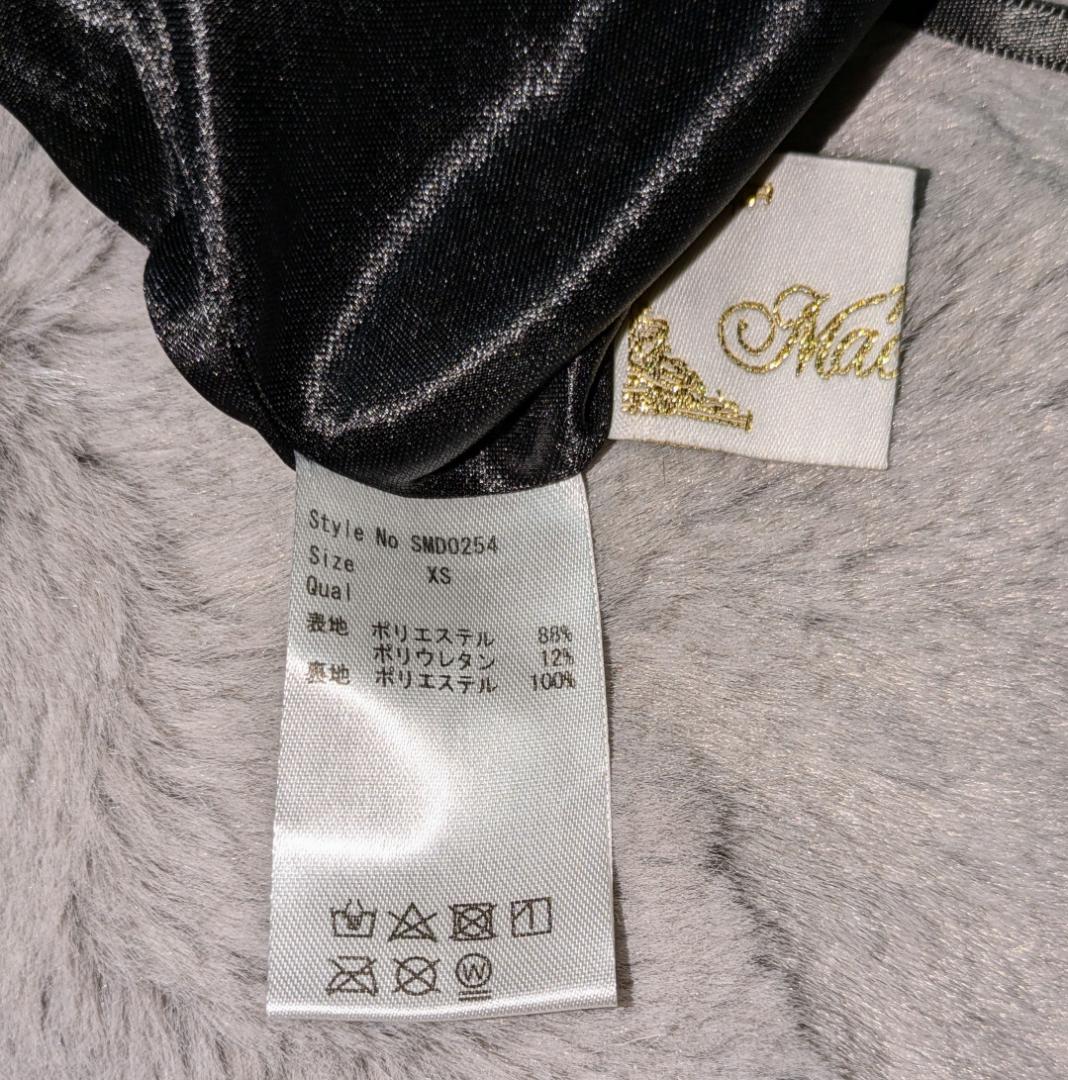 Mad
Style No SMD0254
Size XS
Qual
表地 ポリエステル 88%
ポリウレタン 12%
裏地 ポリエステル 100%
W